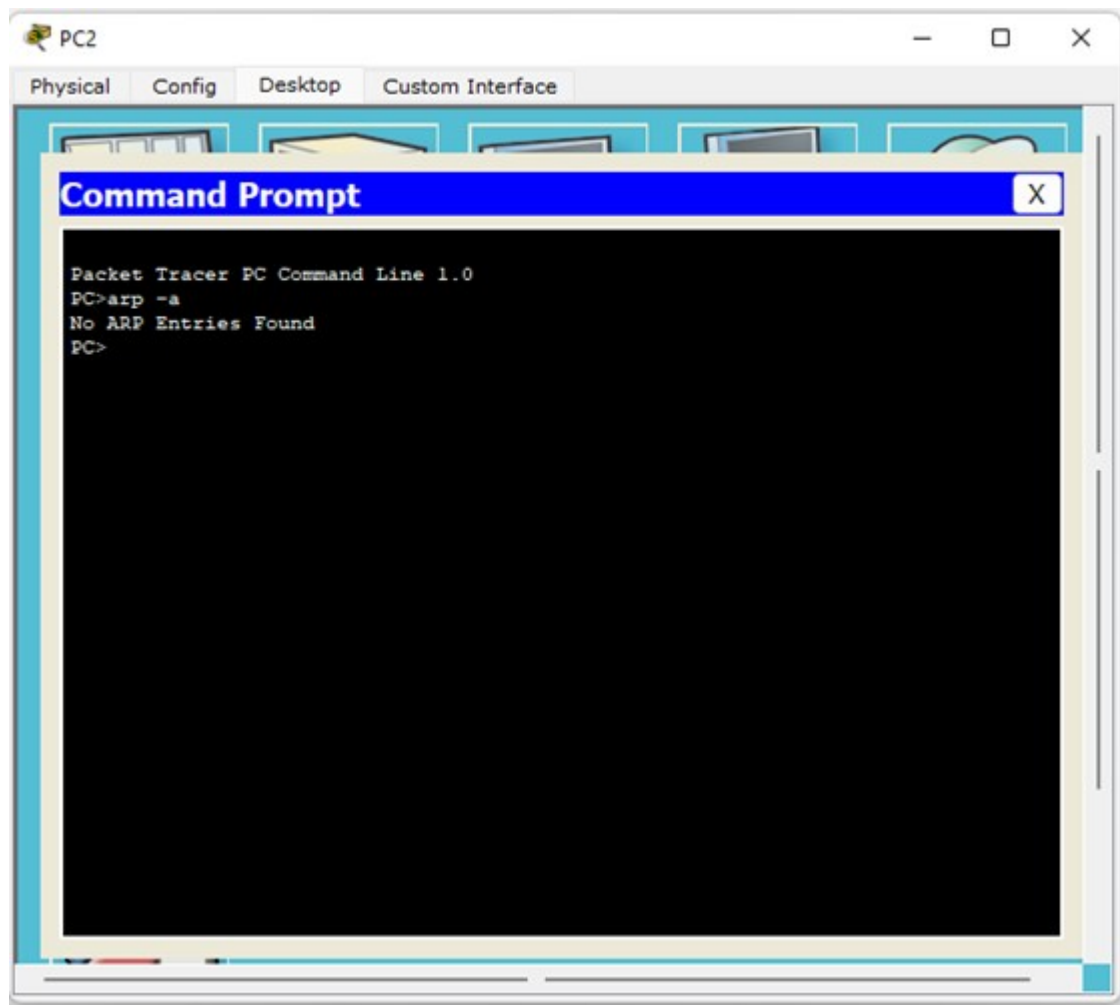 PC2
Physical Config Desktop Custom Interface
Command Prompt
X
Packet Tracer PC Command Line 1.0
PC>arp -a
No ARP Entries Found
PC>